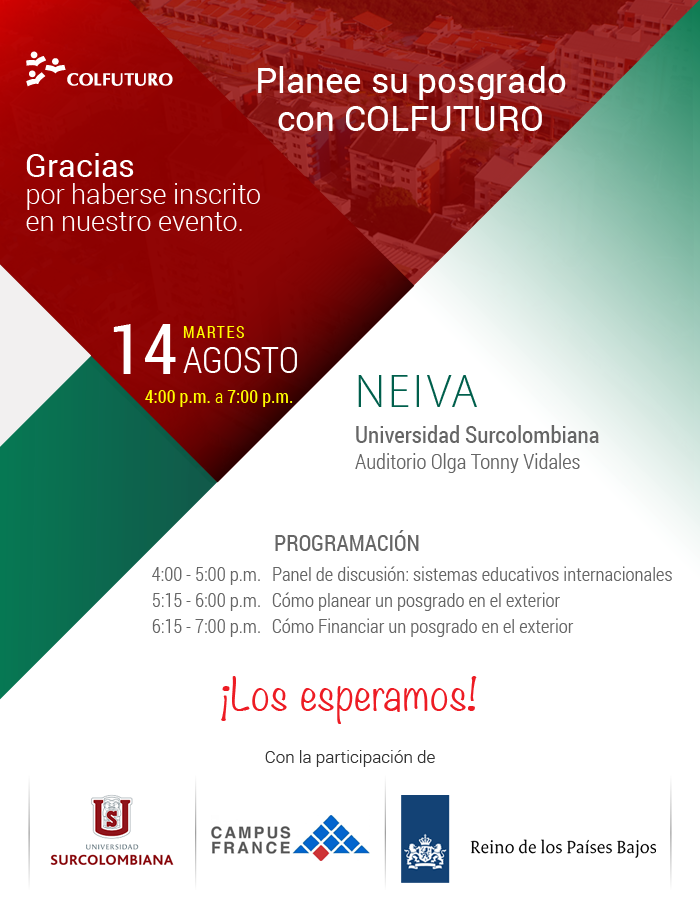 COLFUTURO
Planee su posgrado
con COLFUTURO
Gracias
por haberse inscrito
en nuestro evento.
14 MARTES
AGOSTO
4:00 p.m. a 7:00 p.m.
NEIVA
Universidad Surcolombiana
Auditorio Olga Tonny Vidales
PROGRAMACIÓN
4:00 - 5:00 p.m. Panel de discusión: sistemas educativos internacionales
5:15 - 6:00 p.m. Cómo planear un posgrado en el exterior
6:15 - 7:00 p.m. Cómo Financiar un posgrado en el exterior
¡Los esperamos!
Con la participación de
UNIVERSIDAD
SURCOLOMBIANA
CAMPUS
FRANCE
Reino de los Países Bajos